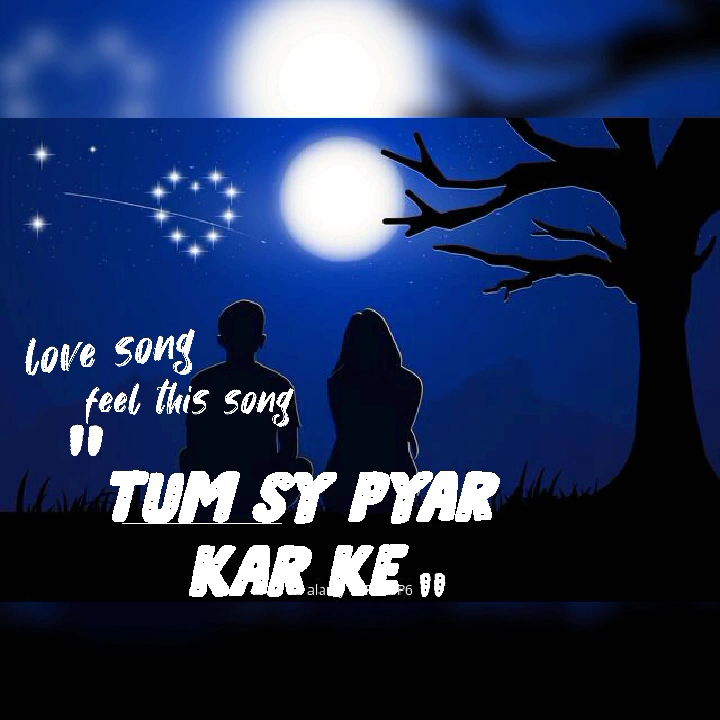 love song
feel this song
"
TUM SY PYAR
KAR KE "